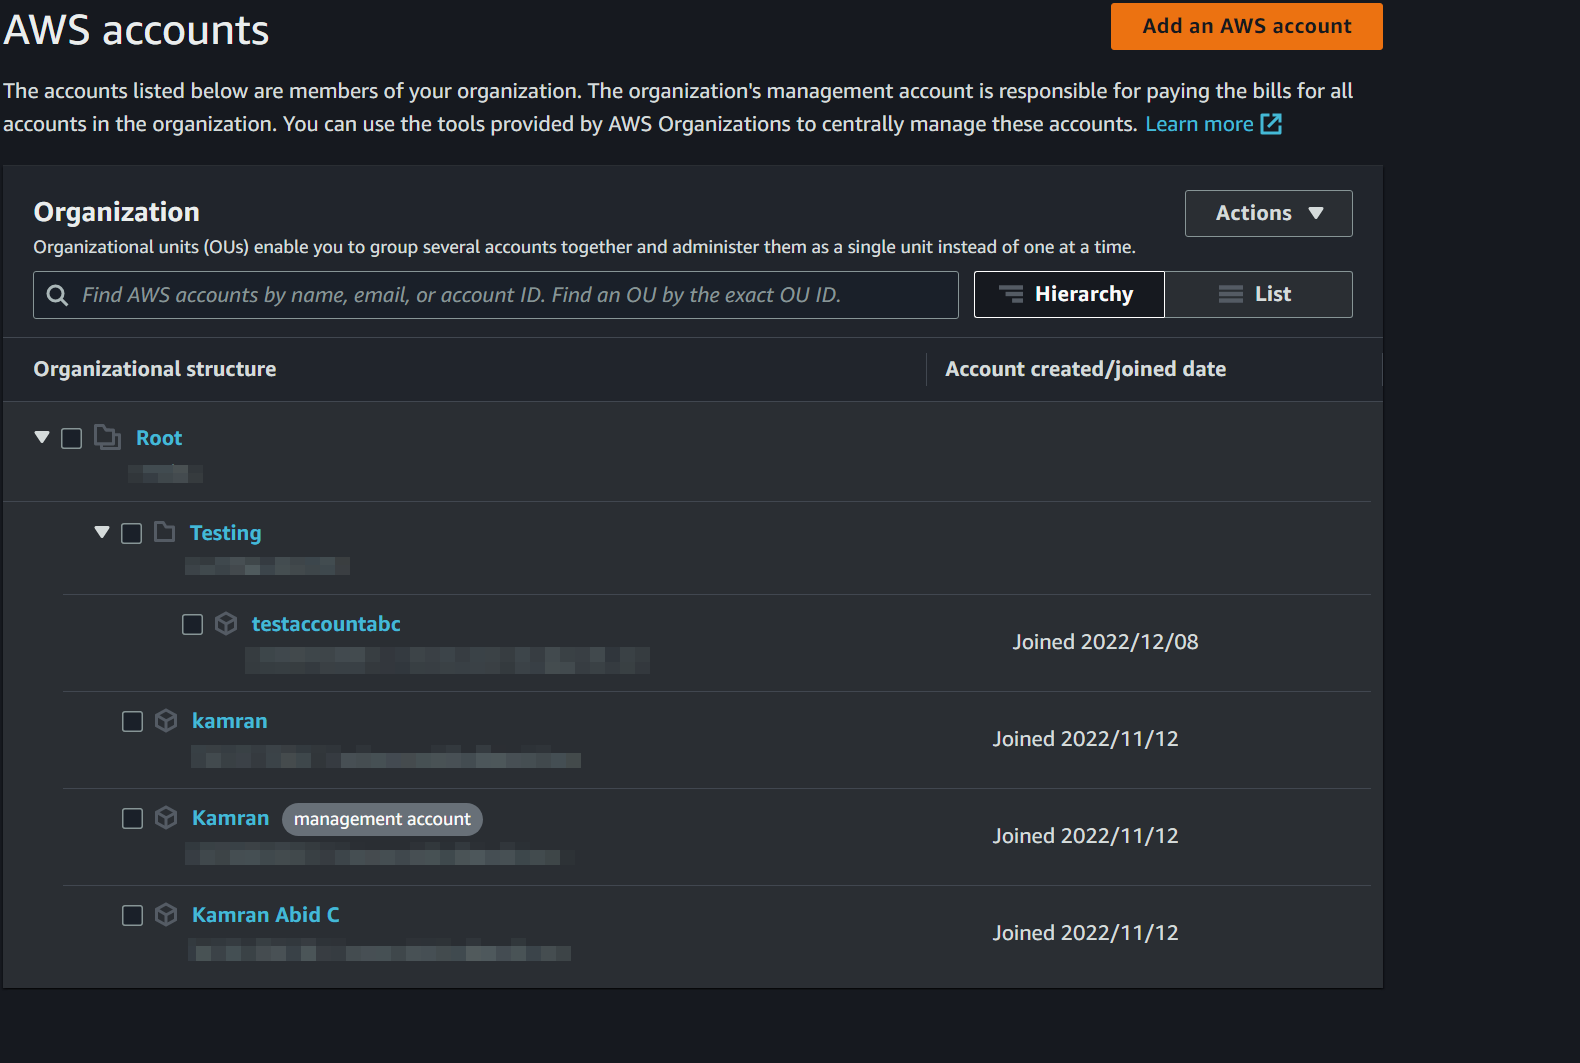 AWS accounts
Add an AWS account
The accounts listed below are members of your organization. The organization's management account is responsible for paying the bills for all
accounts in the organization. You can use the tools provided by AWS Organizations to centrally manage these accounts. Learn more
Organization
Actions
Organizational units (OUs) enable you to group several accounts together and administer them as a single unit instead of one at a time.
Find AWS accounts by name, email, or account ID. Find an OU by the exact OU ID.
Hierarchy
List
Organizational structure
Account created/joined date
Root
Testing
testaccountabc
Joined 2022/12/08
kamran
Joined 2022/11/12
Kamran management account
Joined 2022/11/12
Kamran Abid C
Joined 2022/11/12